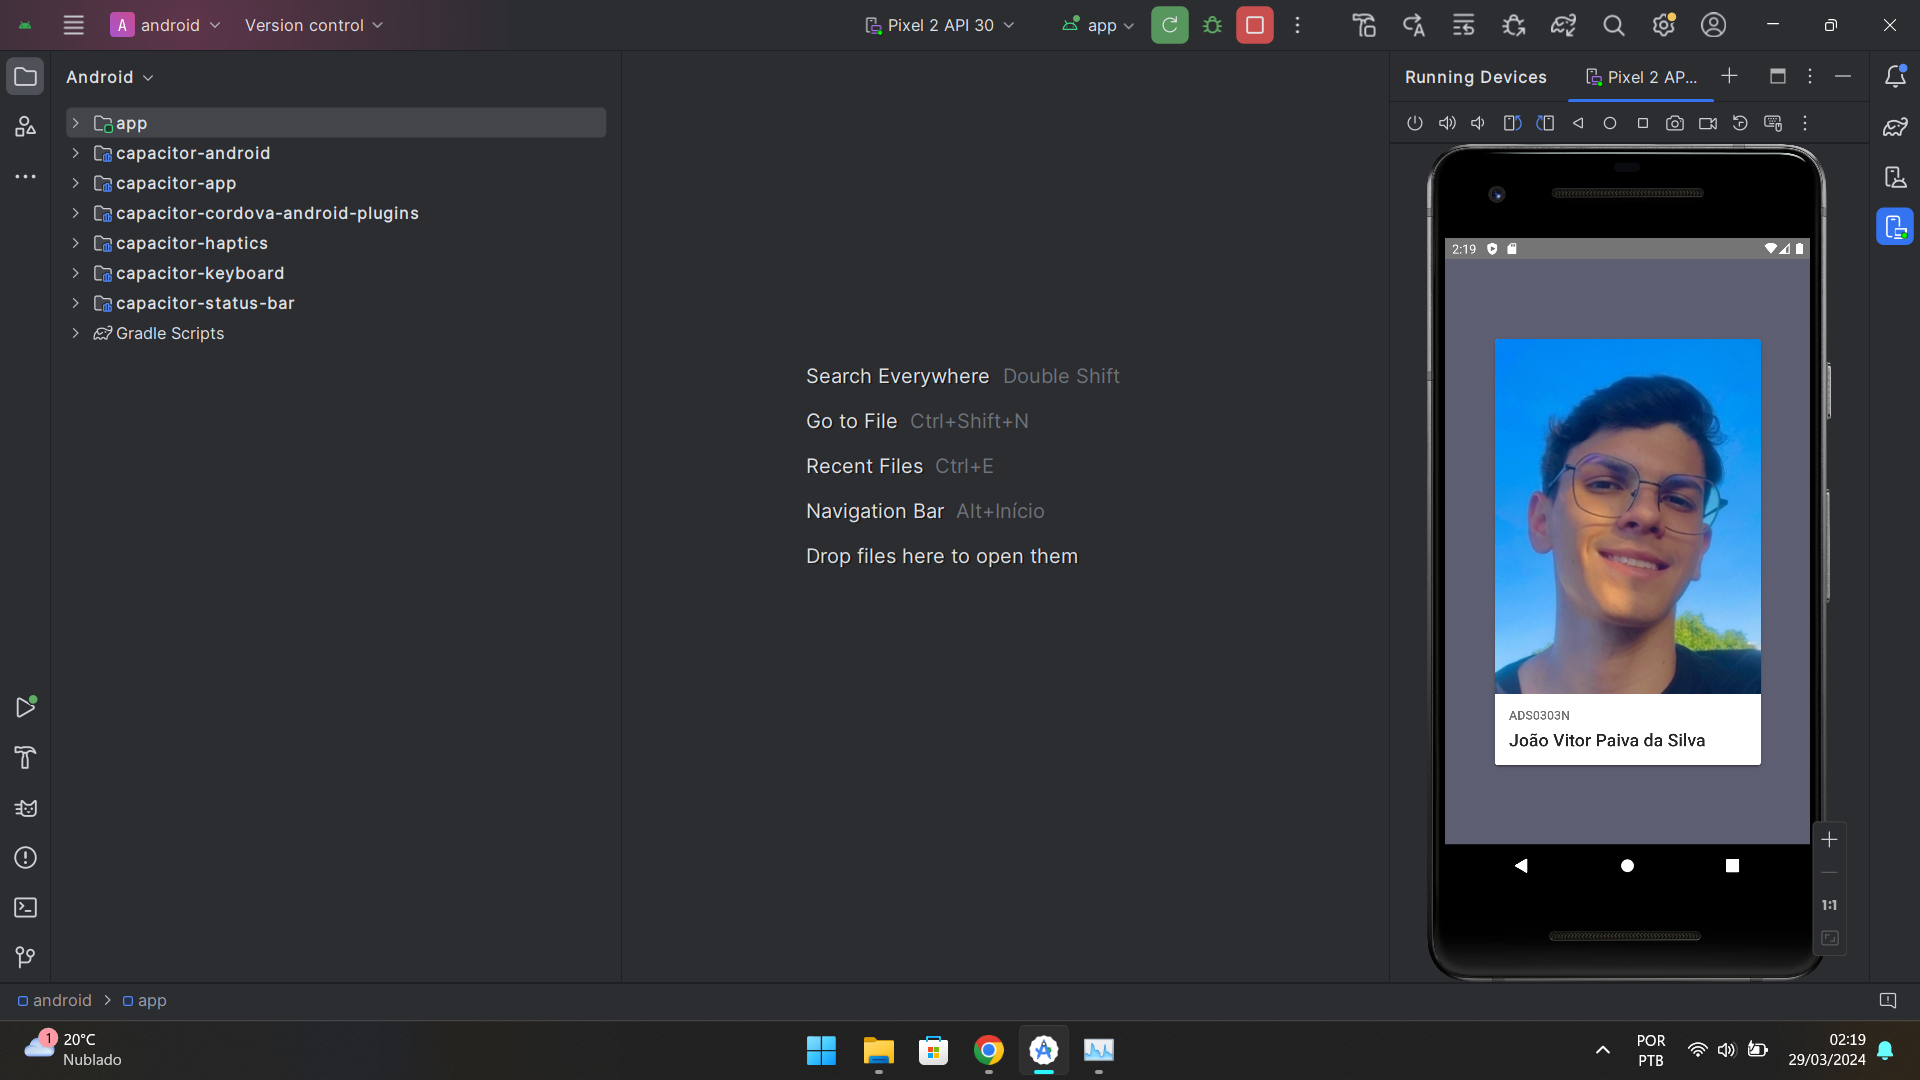 A android Version control Pixel 2 API 30 app
Android
app
capacitor-android
capacitor-app
capacitor-cordova-android-plugins
capacitor-haptics
capacitor-keyboard
capacitor-status-bar
Gradle Scripts
Search Everywhere Double Shift
Go to File Ctrl+Shift+N
Recent Files Ctrl+E
Navigation Bar Alt+Início
Drop files here to open them
Running Devices Pixel 2 AP...
2:19
ADS0303N
João Vitor Paiva da Silva
1:1
android app
1 20°C
Nublado
POR
PTB
02:19
29/03/2024